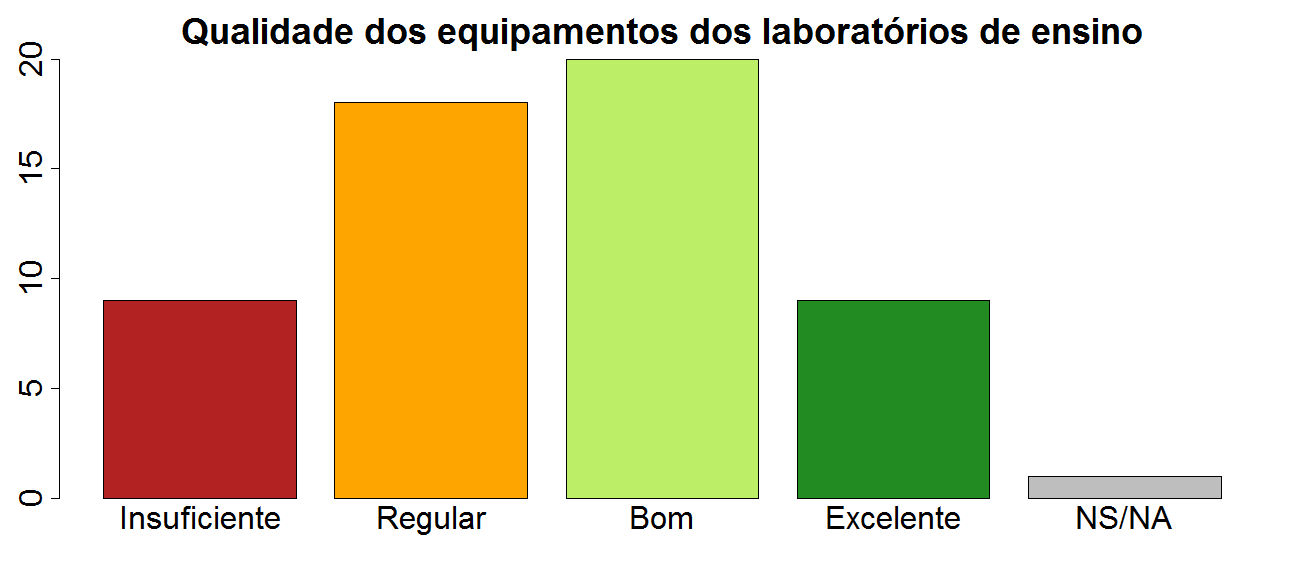 Qualidade dos equipamentos dos laboratórios de ensino
20
15
10
5
0
Insuficiente Regular Bom Excelente NS/NA